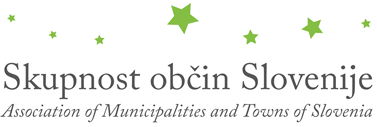 Skupnost občin Slovenije
Association of Municipalities and Towns of Slovenia